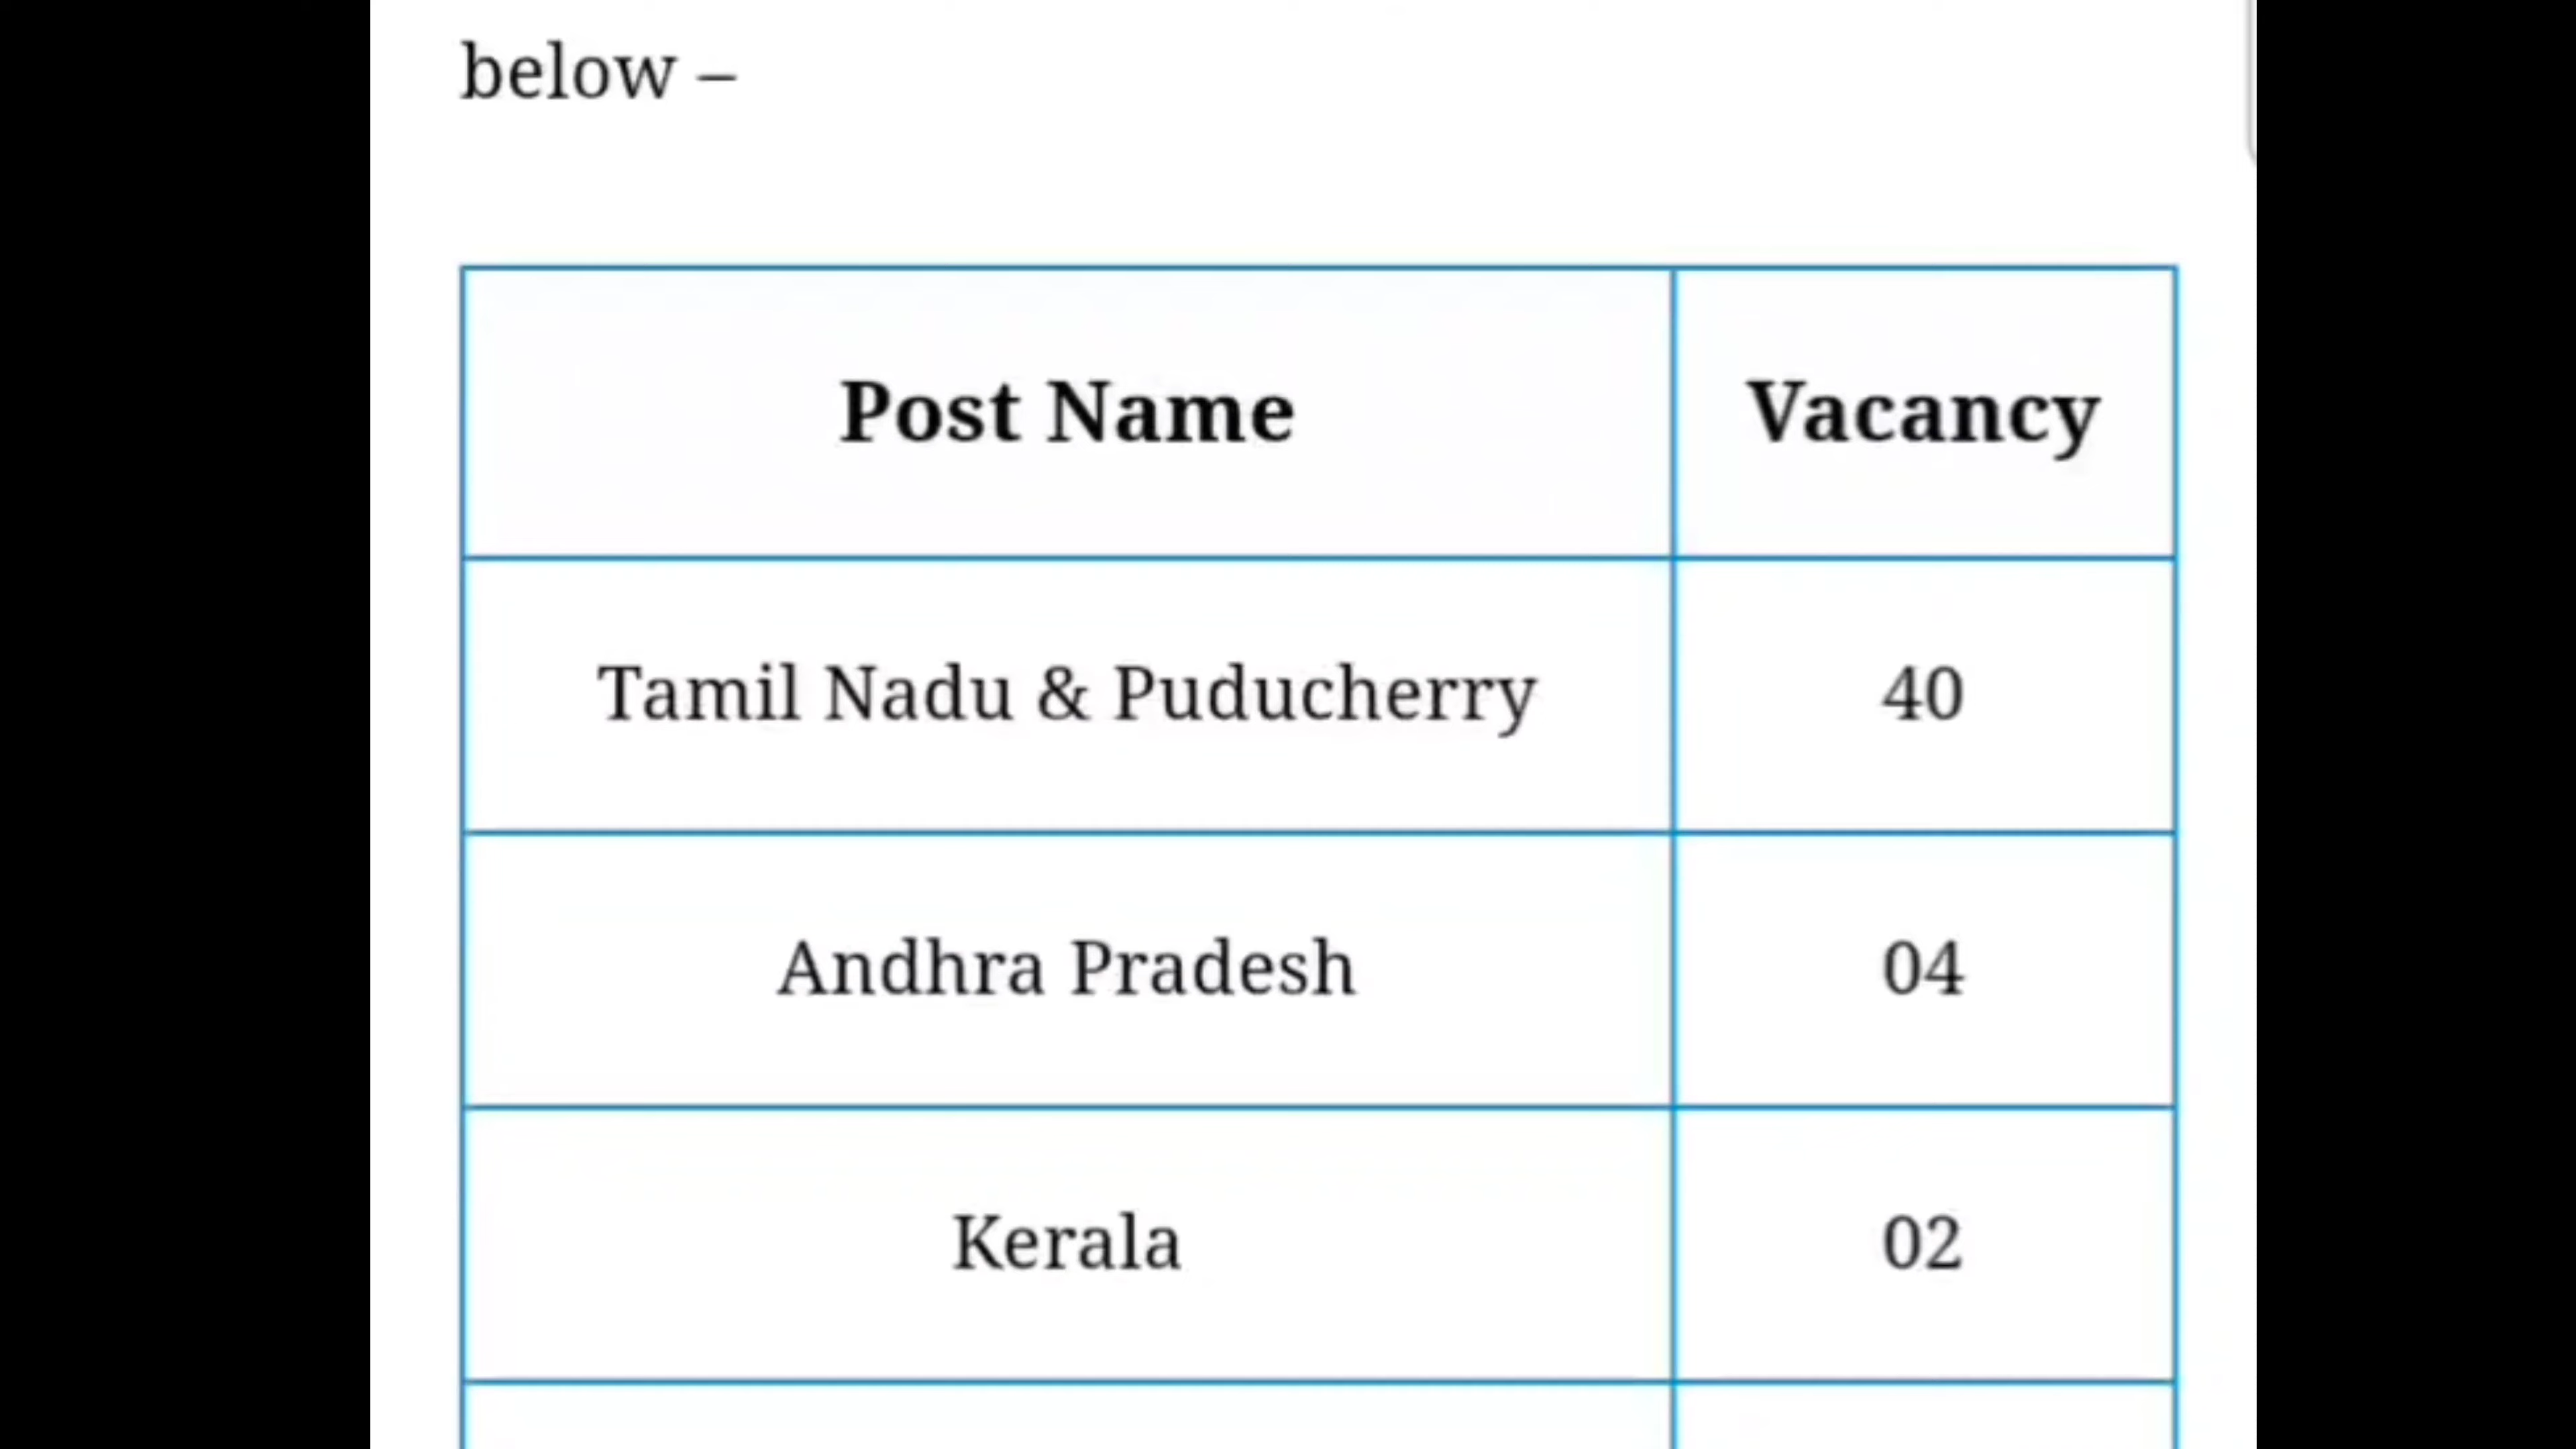 below –
Post Name Vacancy
Tamil Nadu & Puducherry 40
Andhra Pradesh 04
Kerala 02